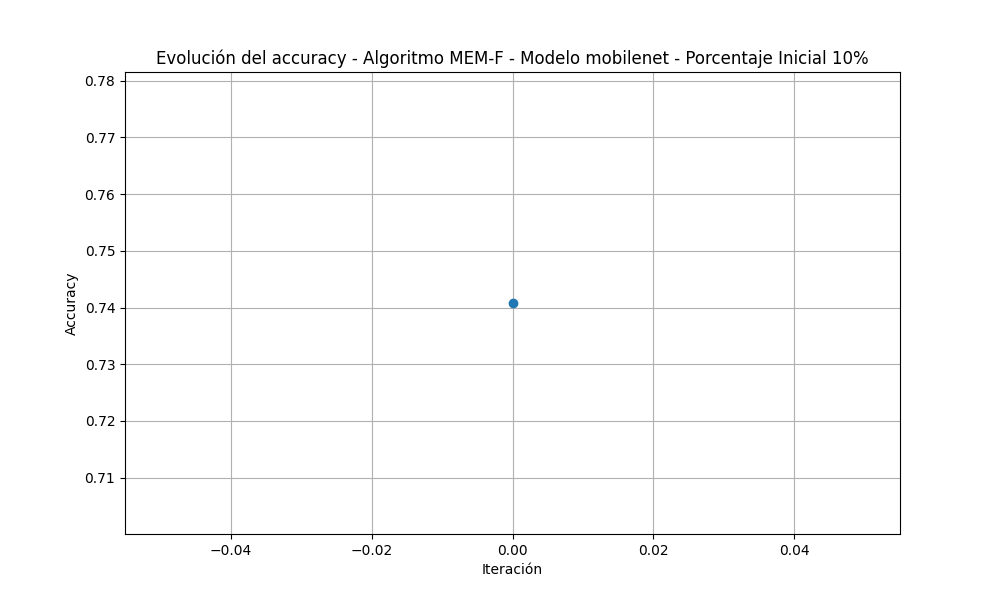 Evolución del accuracy - Algoritmo MEM-F - Modelo mobilenet - Porcentaje Inicial 10%
0.78
0.77
0.76
0.75
0.74
0.73
0.72
0.71
Accuracy
−0.04 −0.02 0.00 0.02 0.04
Iteración